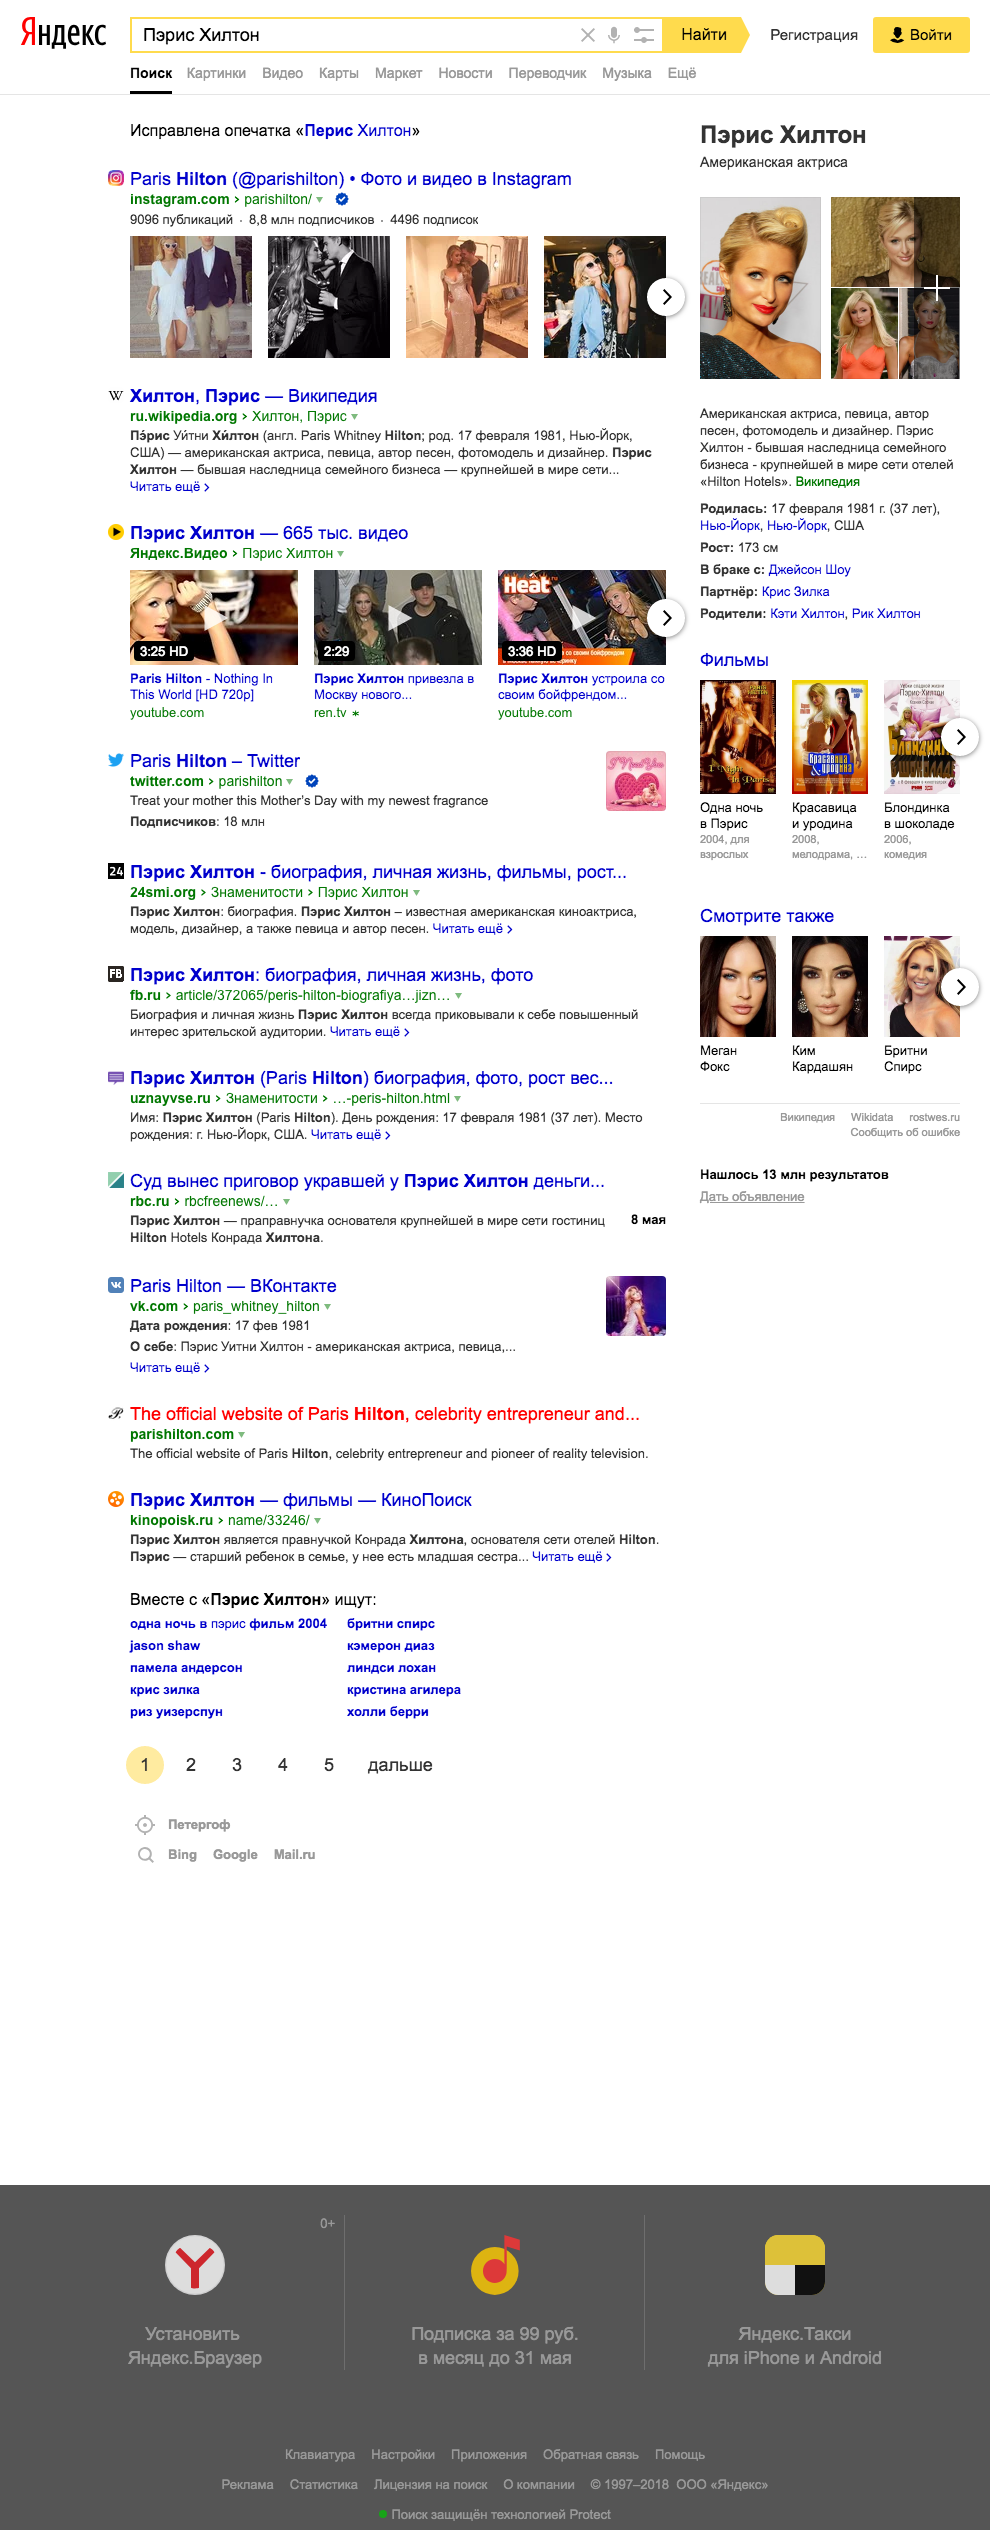 Яндекс
Пэрис Хилтон
Найти
Регистрация
Войти
Поиск Картинки Видео Карты Маркет Новости Переводчик Музыка Ещё
Исправлена опечатка «Перис Хилтон»
Paris Hilton (@parishilton) • Фото и видео в Instagram
instagram.com › parishilton/
9096 публикаций · 8,8 млн подписчиков · 4496 подписок
Хилтон, Пэрис — Википедия
ru.wikipedia.org › Хилтон, Пэрис
Пэ́рис Уи́тни Хи́лтон (англ. Paris Whitney Hilton; род. 17 февраля 1981, Нью-Йорк,
США) — американская актриса, певица, автор песен, фотомодель и дизайнер. Пэрис
Хилтон — бывшая наследница семейного бизнеса — крупнейшей в мире сети...
Читать ещё ›
Пэрис Хилтон — 665 тыс. видео
Яндекс.Видео › Пэрис Хилтон
3:25 HD
2:29
Heat
3:36 HD
Paris Hilton - Nothing In
This World [HD 720p]
youtube.com
Пэрис Хилтон привезла в
Москву нового...
ren.tv ✶
Пэрис Хилтон устроила со
своим бойфрендом...
youtube.com
Paris Hilton – Twitter
twitter.com › parishilton
Treat your mother this Mother's Day with my newest fragrance
Подписчиков: 18 млн
24
Пэрис Хилтон - биография, личная жизнь, фильмы, рост...
24smi.org › Знаменитости › Пэрис Хилтон
Пэрис Хилтон: биография. Пэрис Хилтон – известная американская киноактриса,
модель, дизайнер, а также певица и автор песен. Читать ещё ›
FB
Пэрис Хилтон: биография, личная жизнь, фото
fb.ru › article/372065/peris-hilton-biografiya…jizn…
Биография и личная жизнь Пэрис Хилтон всегда приковывали к себе повышенный
интерес зрительской аудитории. Читать ещё ›
Пэрис Хилтон (Paris Hilton) биография, фото, рост вес...
uznayvse.ru › Знаменитости › …-peris-hilton.html
Имя: Пэрис Хилтон (Paris Hilton). День рождения: 17 февраля 1981 (37 лет). Место
рождения: г. Нью-Йорк, США. Читать ещё ›
Суд вынес приговор укравшей у Пэрис Хилтон деньги...
rbc.ru › rbcfreenews/…
Пэрис Хилтон — праправнучка основателя крупнейшей в мире сети гостиниц
Hilton Hotels Конрада Хилтона.
8 мая
Paris Hilton — ВКонтакте
vk.com › paris_whitney_hilton
Дата рождения: 17 фев 1981
О себе: Пэрис Уитни Хилтон - американская актриса, певица,...
Читать ещё ›
The official website of Paris Hilton, celebrity entrepreneur and...
parishilton.com
The official website of Paris Hilton, celebrity entrepreneur and pioneer of reality television.
Пэрис Хилтон — фильмы — КиноПоиск
kinopoisk.ru › name/33246/
Пэрис Хилтон является правнучкой Конрада Хилтона, основателя сети отелей Hilton.
Пэрис — старший ребенок в семье, у нее есть младшая сестра... Читать ещё ›
Вместе с «Пэрис Хилтон» ищут:
одна ночь в пэрис фильм 2004
jason shaw
памела андерсон
крис зилка
риз уизерспун
бритни спирс
кэмерон диаз
линдси лохан
кристина агилера
холли берри
1 2 3 4 5 дальше
Петергоф
Bing Google Mail.ru
Пэрис Хилтон
Американская актриса
Американская актриса, певица, автор
песен, фотомодель и дизайнер. Пэрис
Хилтон - бывшая наследница семейного
бизнеса - крупнейшей в мире сети отелей
«Hilton Hotels». Википедия
Родилась: 17 февраля 1981 г. (37 лет),
Нью-Йорк, Нью-Йорк, США
Рост: 173 см
В браке с: Джейсон Шоу
Партнёр: Крис Зилка
Родители: Кэти Хилтон, Рик Хилтон
Фильмы
Одна ночь
в Пэрис
2004, для
взрослых
Красавица
и уродина
2008,
мелодрама, ...
Блондинка
в шоколаде
2006,
комедия
Смотрите также
Меган
Фокс
Ким
Кардашян
Бритни
Спирс
Википедия Wikidata rostwes.ru
Сообщить об ошибке
Нашлось 13 млн результатов
Дать объявление
0+
Установить
Яндекс.Браузер
Подписка за 99 руб.
в месяц до 31 мая
Яндекс.Такси
для iPhone и Android
Клавиатура Настройки Приложения Обратная связь Помощь
Реклама Статистика Лицензия на поиск О компании © 1997–2018 ООО «Яндекс»
Поиск защищён технологией Protect